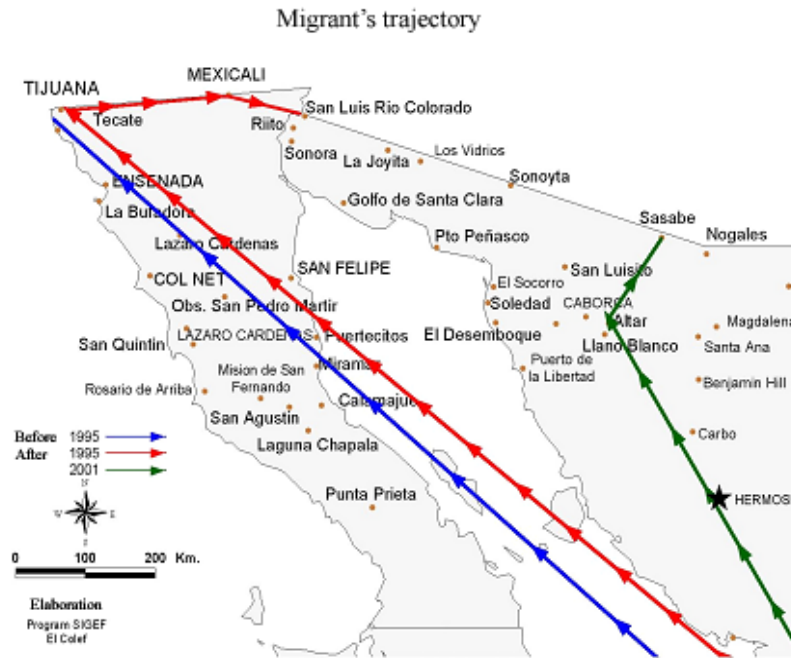 Migrant's trajectory
MEXICALI
TIJUANA
San Luis Rio Colorado
Tecate
Riito
Sonora
Los Vidrios
La Joyita
Sonoyta
ENSENADA
Golfo de Santa Clara
La Bufadora
Sasabe
Nogales
Lazaro Cardenas
Pto Peñasco
COL NET
SAN FELIPE
San Luisito
El Socorro
Obs. San Pedro Martir
Soledad
CABORCA
Altar
Magdalena
LAZARO CARDENAS
Puertecitos
El Desemboque
Llano Blanco
Santa Ana
San Quintin
Miramar
Mision de San
Fernando
Puerto de
la Libertad
Rosario de Arriba
Benjamin Hill
Calamajue
San Agustin
Carbo
Before 1995
After 1995
2001
Laguna Chapala
Punta Prieta
HERMOSI
W E
0 100 200 Km.
Elaboration
Program SIGEF
El Colef